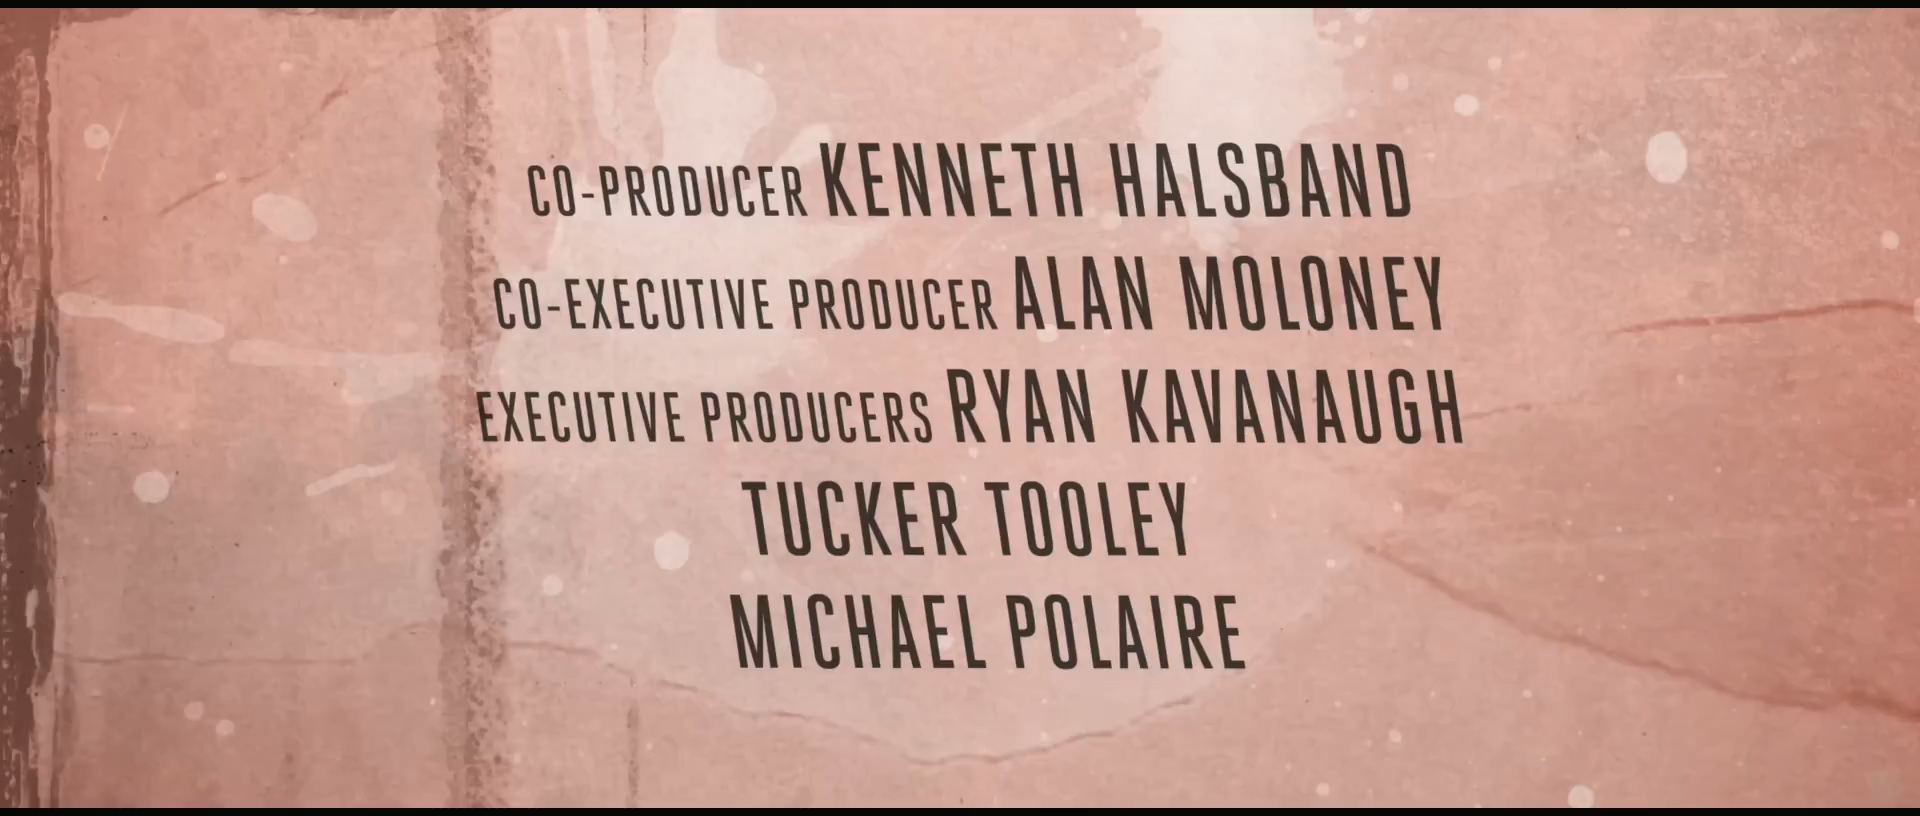 CO-PRODUCER KENNETH HALSBAND
CO-EXECUTIVE PRODUCER ALAN MOLONEY
EXECUTIVE PRODUCERS RYAN KAVANAUGH
TUCKER TOOLEY
MICHAEL POLAIRE